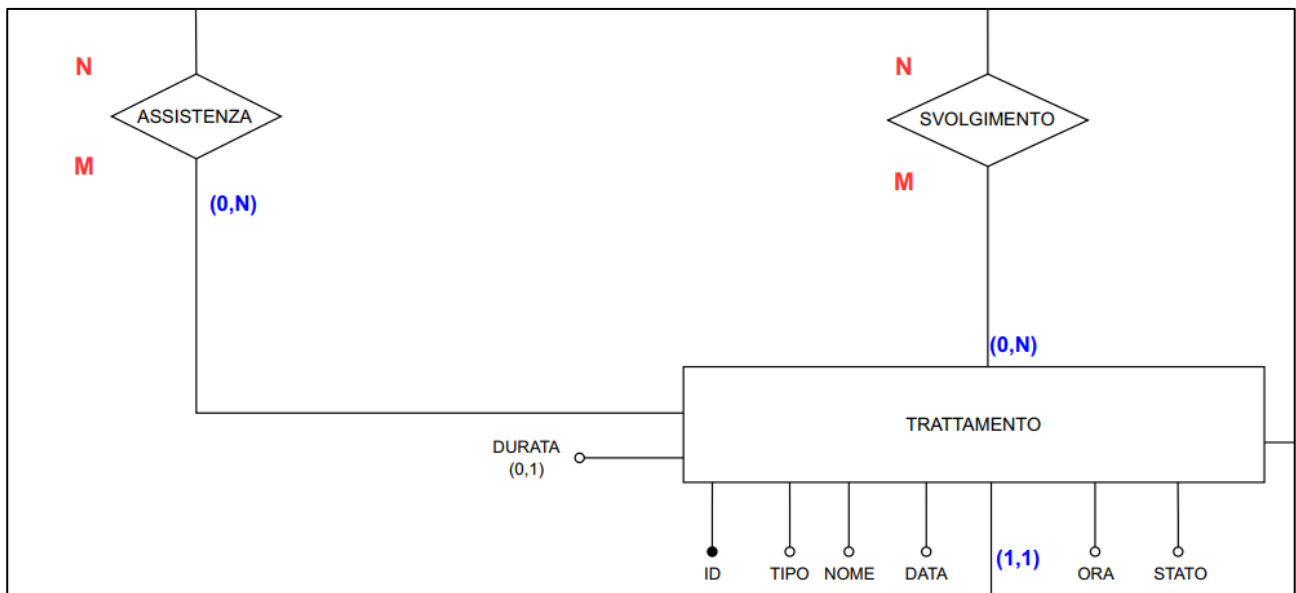 N
N
ASSISTENZA
SVOLGIMENTO
M
M
(0,N)
(0,N)
TRATTAMENTO
DURATA
(0,1)
(1,1)
ID TIPO NOME DATA ORA STATO